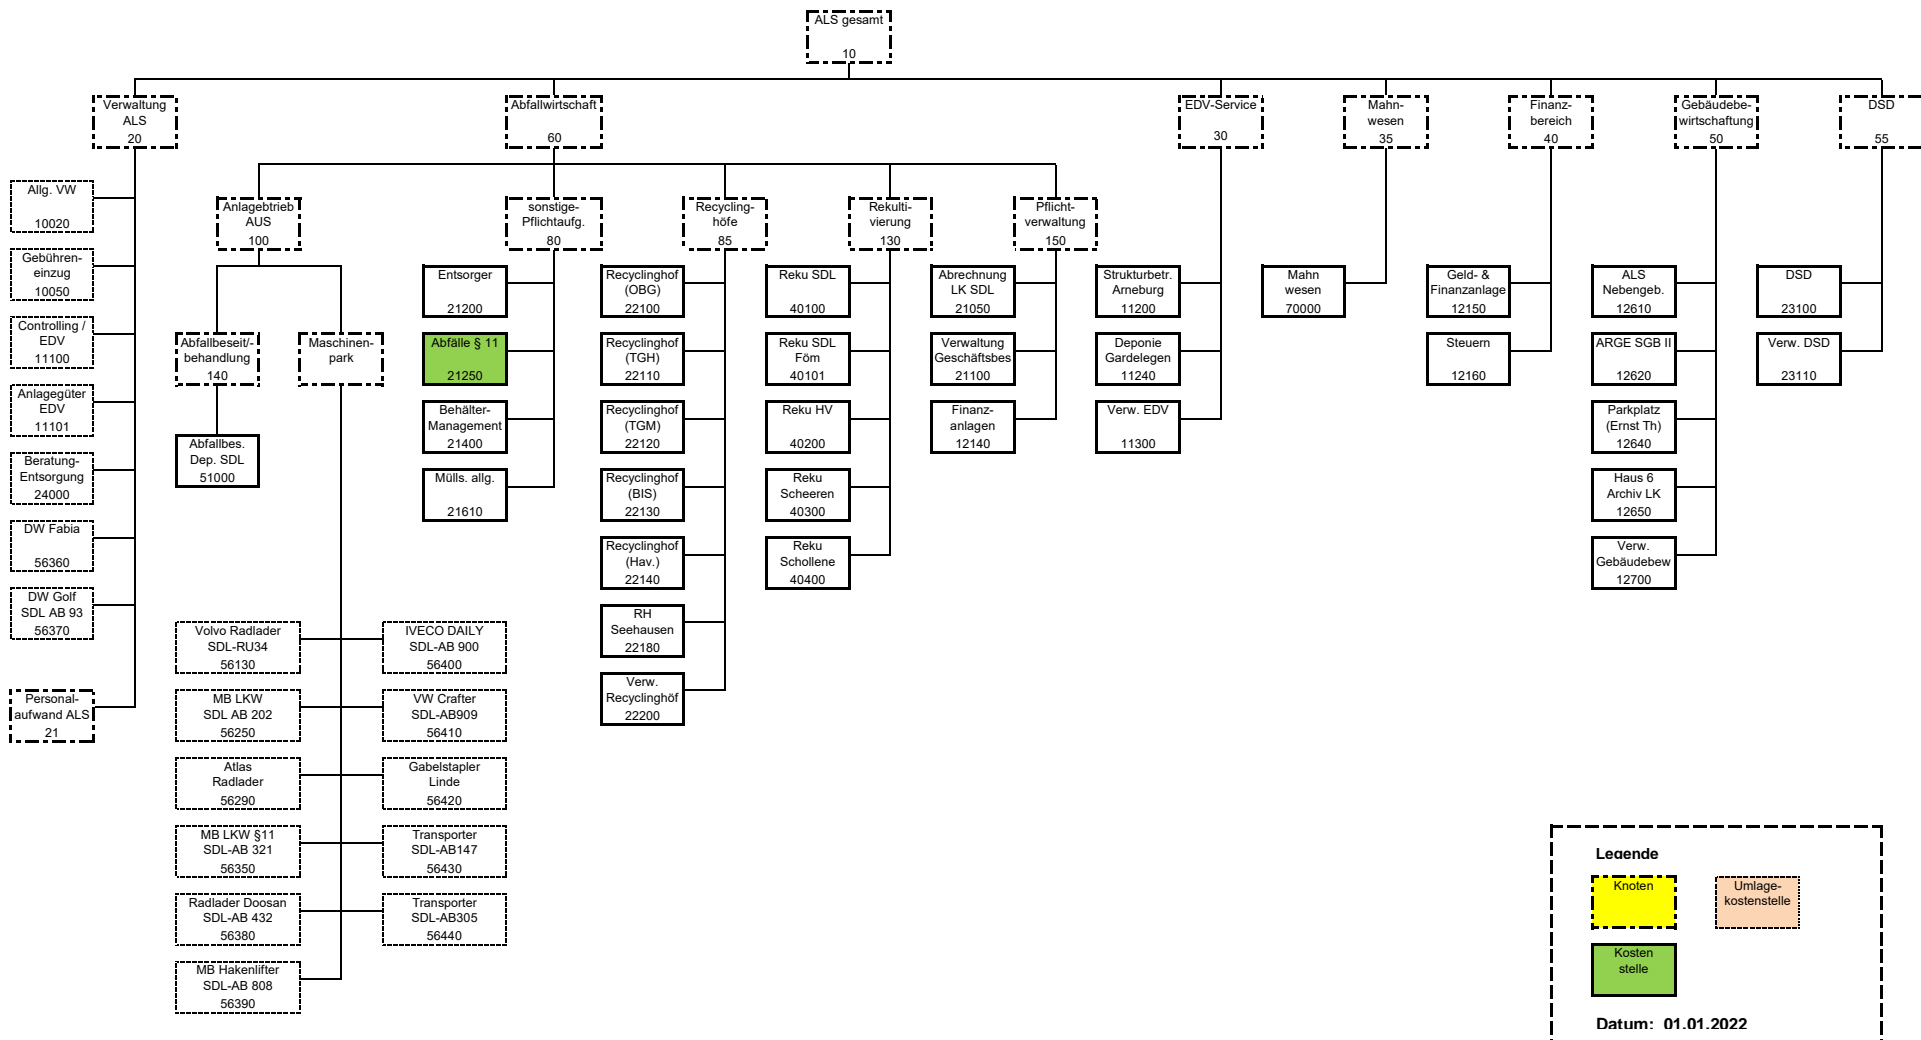 ALS gesamt
10
Verwaltung
ALS
20
Abfallwirtschaft
60
EDV-Service
30
Mahn-
wesen
35
Finanz-
bereich
40
Gebäudebe-
wirtschaftung
50
DSD
55
Allg. VW
10020
Gebühren-
einzug
10050
Controlling /
EDV
11100
Anlagegüter
EDV
11101
Beratung-
Entsorgung
24000
DW Fabia
56360
DW Golf
SDL AB 93
56370
Personal-
aufwand ALS
21
Anlagebtrieb
AUS
100
sonstige-
Pflichtaufg.
80
Recycling-
höfe
85
Rekulti-
vierung
130
Pflicht-
verwaltung
150
Abfallbeseit/-
behandlung
140
Maschinen-
park
Abfallbes.
Dep. SDL
51000
Entsorger
21200
Abfälle § 11
21250
Behälter-
Management
21400
Mülls. allg.
21610
Recyclinghof
(OBG)
22100
Recyclinghof
(TGH)
22110
Recyclinghof
(TGM)
22120
Recyclinghof
(BIS)
22130
Recyclinghof
(Hav.)
22140
RH
Seehausen
22180
Verw.
Recyclinghöf
22200
Reku SDL
40100
Reku SDL
Föm
40101
Reku HV
40200
Reku
Scheeren
40300
Reku
Schollene
40400
Abrechnung
LK SDL
21050
Verwaltung
Geschäftsbes
21100
Finanz-
anlagen
12140
Strukturbetr.
Arneburg
11200
Deponie
Gardelegen
11240
Verw. EDV
11300
Mahn
wesen
70000
Geld- &
Finanzanlage
12150
Steuern
12160
ALS
Nebengeb.
12610
ARGE SGB II
12620
Parkplatz
(Ernst Th)
12640
Haus 6
Archiv LK
12650
Verw.
Gebäudebew
12700
DSD
23100
Verw. DSD
23110
Volvo Radlader
SDL-RU34
56130
MB LKW
SDL AB 202
56250
Atlas
Radlader
56290
MB LKW §11
SDL-AB 321
56350
Radlader Doosan
SDL-AB 432
56380
MB Hakenlifter
SDL-AB 808
56390
IVECO DAILY
SDL-AB 900
56400
VW Crafter
SDL-AB909
56410
Gabelstapler
Linde
56420
Transporter
SDL-AB147
56430
Transporter
SDL-AB305
56440
Legende
Knoten
Umlage-
kostenstelle
Kosten
stelle
Datum: 01.01.2022